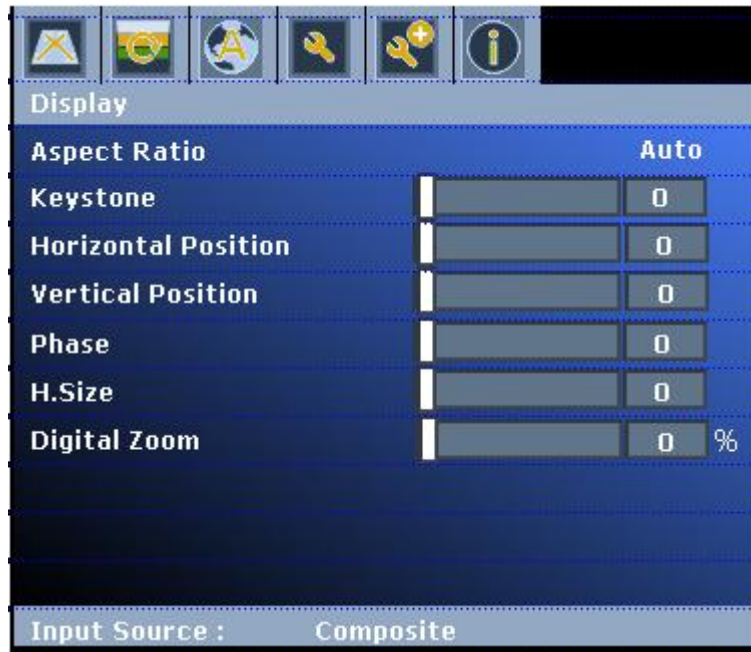 A
Display
Aspect Ratio Auto
Keystone 0
Horizontal Position 0
Vertical Position 0
Phase 0
H.Size 0
Digital Zoom 0 %
Input Source : Composite